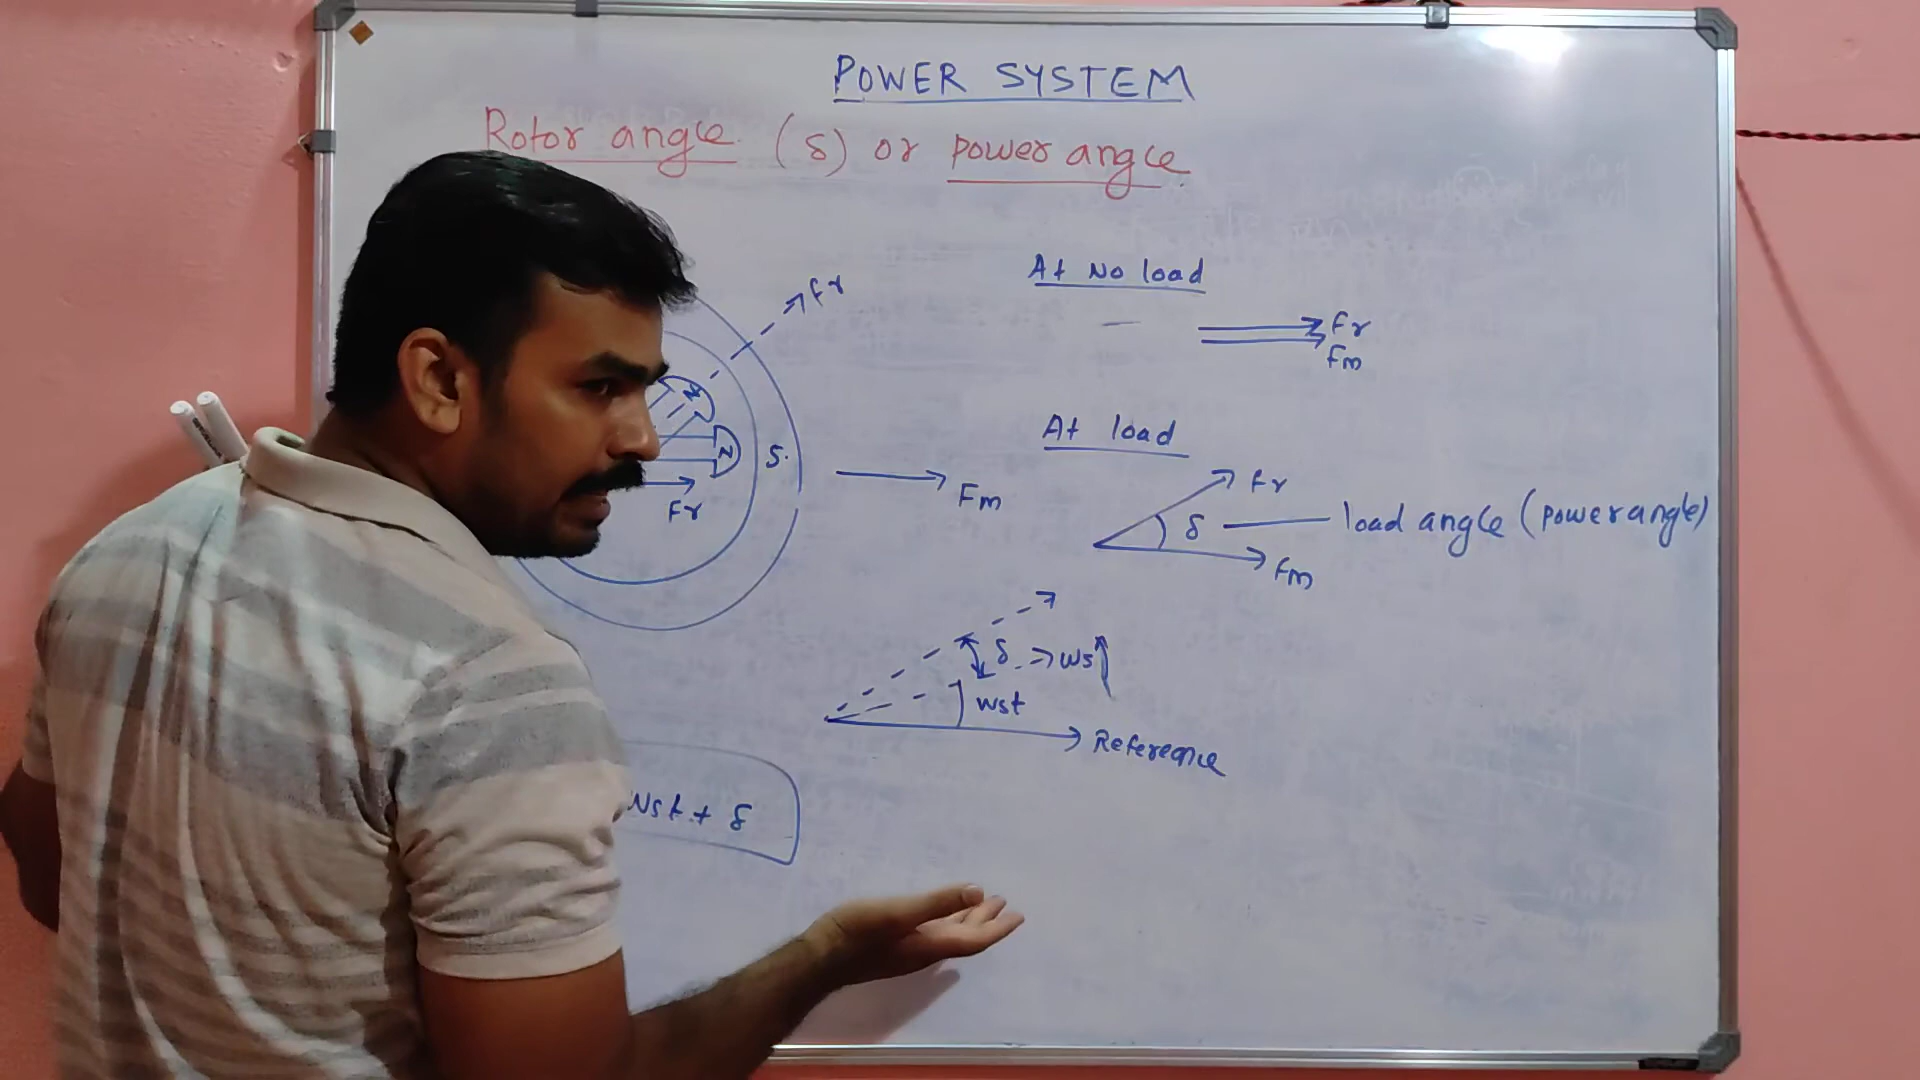 POWER SYSTEM
Rotor angle (δ) or power angle
Fr
At No load
Fr
Fm
N
N
S
Fr
Fm
At load
Fr
δ
load angle (power angle)
Fm
δ → ws↑
wst
Reference
wst + δ